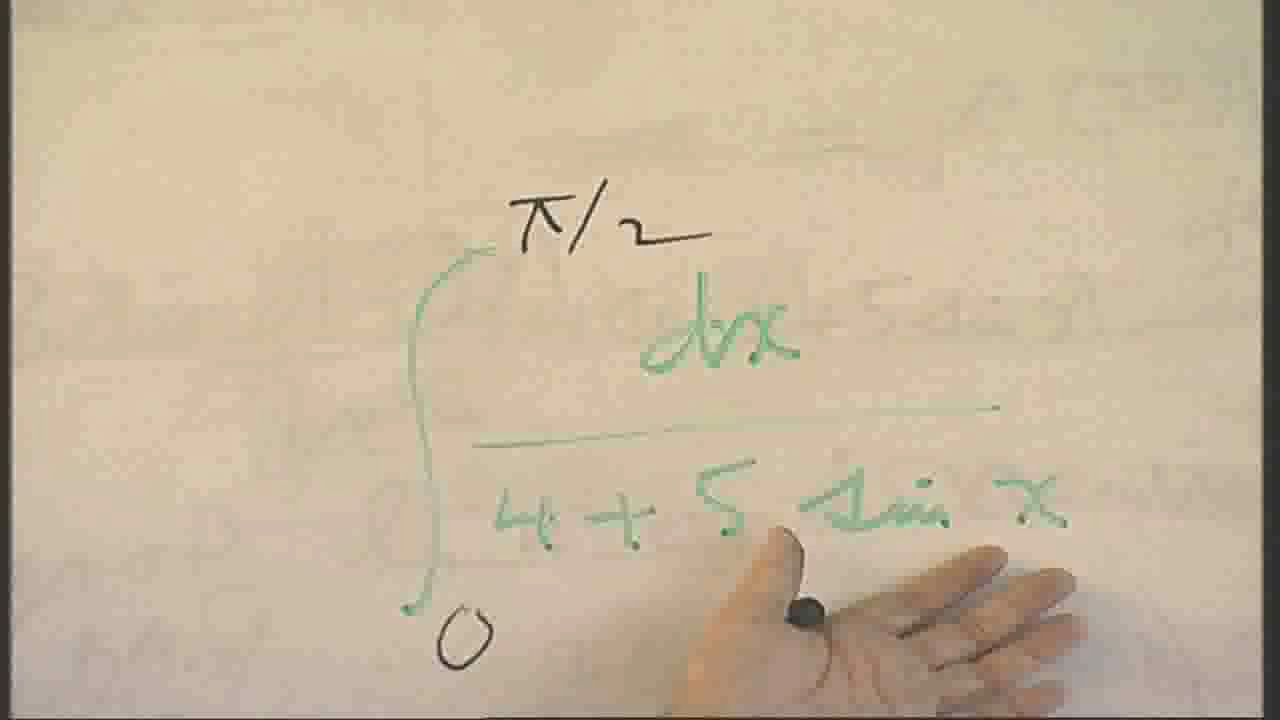 π/2
∫
dx
4 + 5 sin x
0